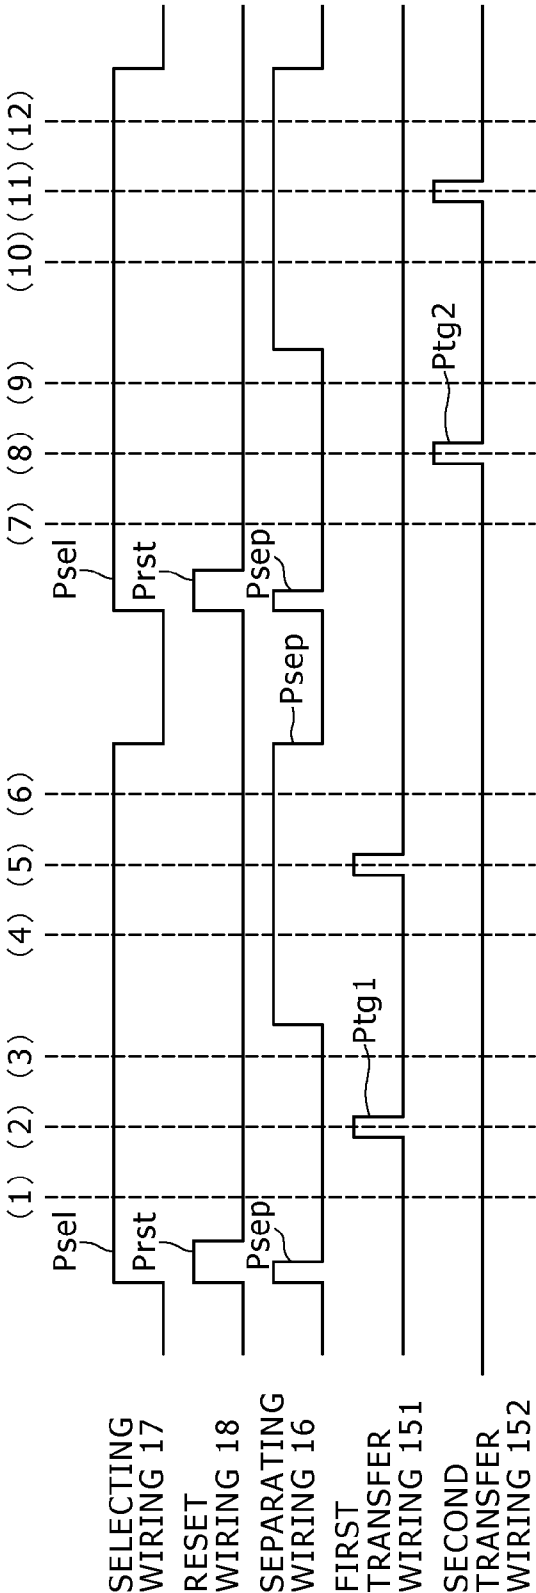 (1) (2) (3) (4) (5) (6) (7) (8) (9) (10) (11) (12)
SELECTING
WIRING 17
Psel
Psel
RESET
WIRING 18
Prst
Prst
SEPARATING
WIRING 16
Psep
Psep
Psep
FIRST
TRANSFER
WIRING 151
Ptg1
SECOND
TRANSFER
WIRING 152
Ptg2